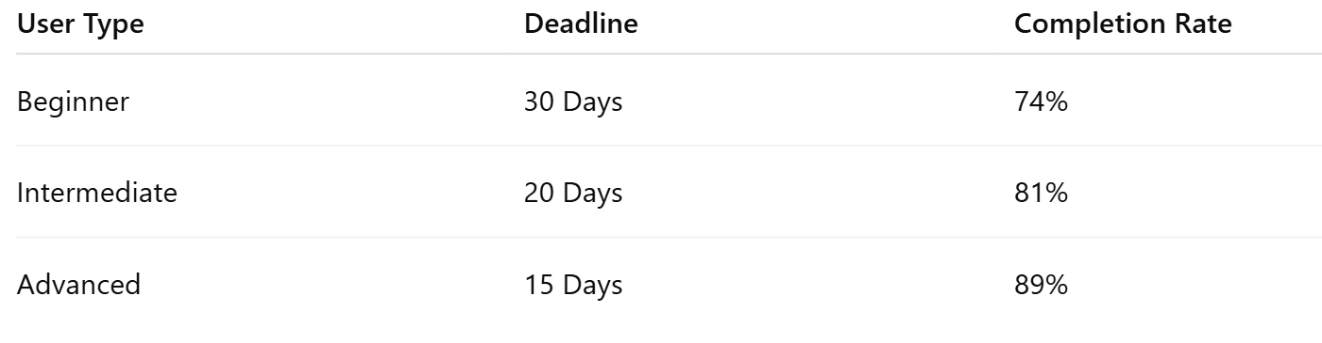 User Type Deadline Completion Rate
Beginner 30 Days 74%
Intermediate 20 Days 81%
Advanced 15 Days 89%